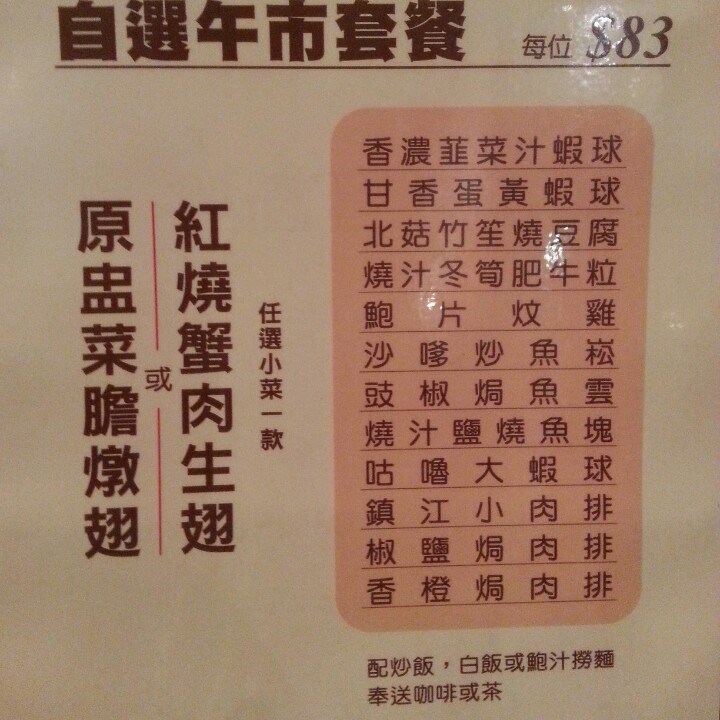 自選午市套餐 每位 $83
紅燒蟹肉生翅
或
原盅菜膽燉翅
任選小菜一款
香濃韮菜汁蝦球
甘香蛋黃蝦球
北菇竹笙燒豆腐
燒汁冬筍肥牛粒
鮑片炆雞
沙嗲炒魚崧
豉椒焗魚雲
燒汁鹽燒魚塊
咕嚕大蝦球
鎮江小肉排
椒鹽焗肉排
香橙焗肉排
配炒飯，白飯或鮑汁撈麵
奉送咖啡或茶